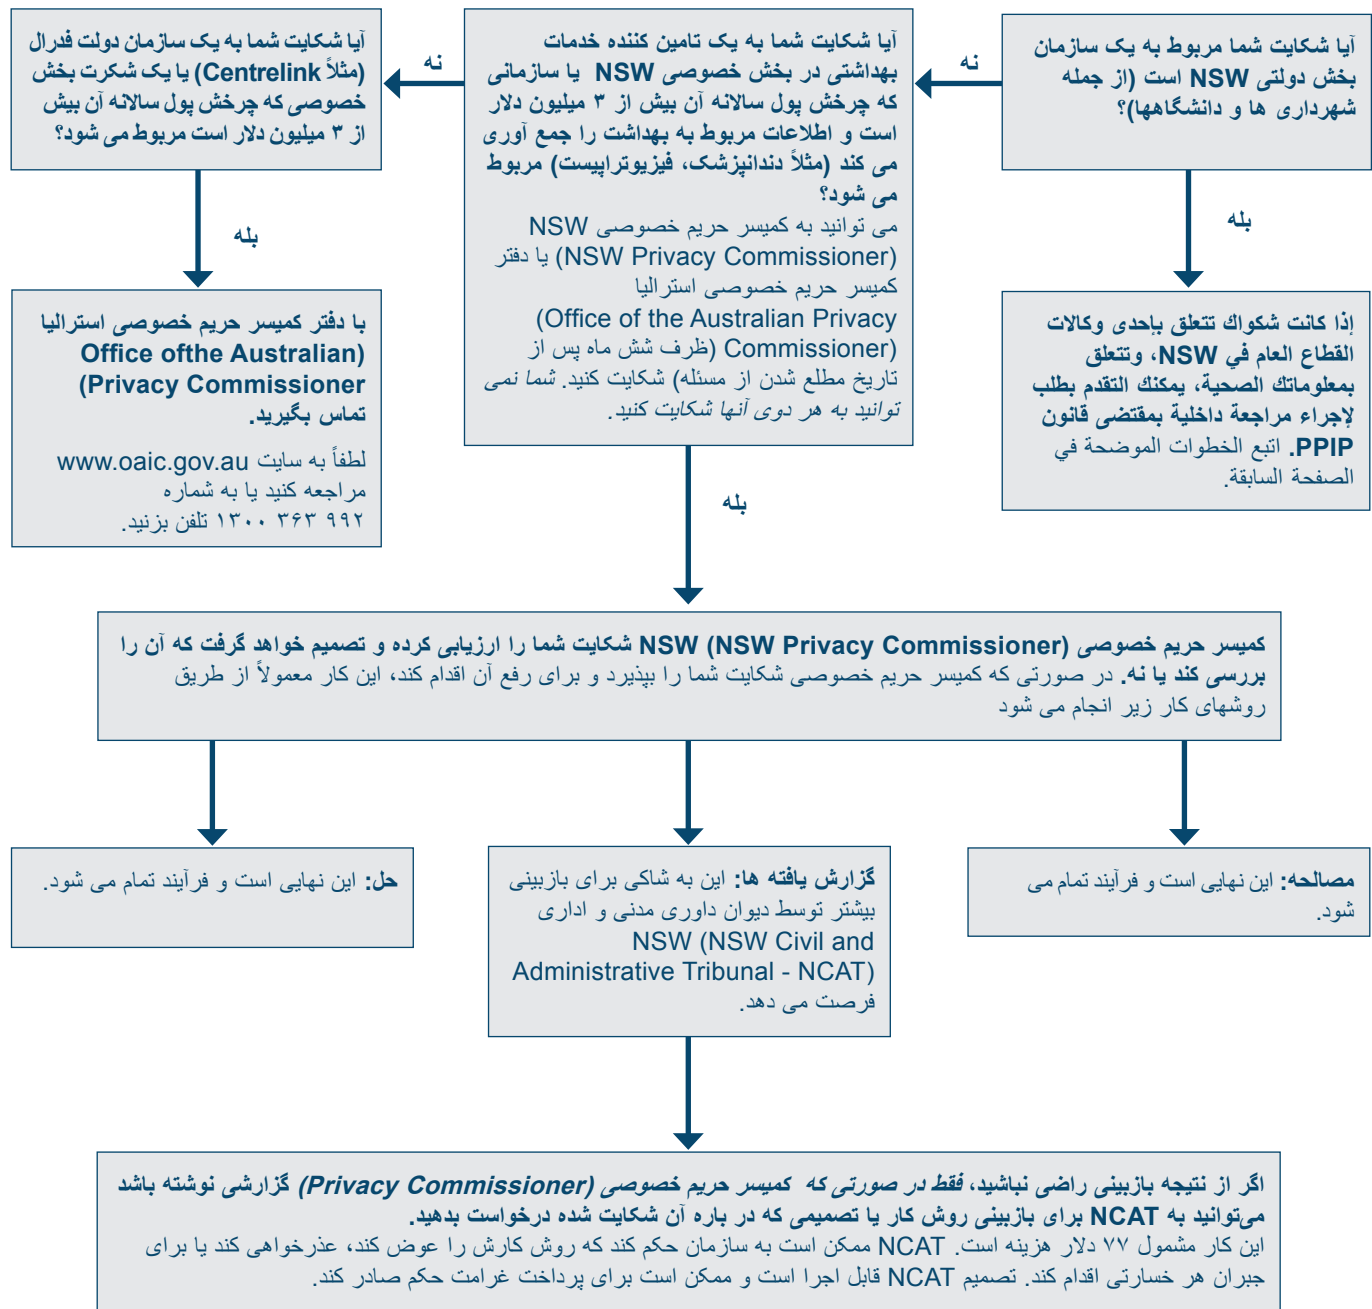 آیا شکایت شما مربوط به یک سازمان
بخش دولتی NSW است (از جمله
شهرداری ها و دانشگاهها)؟
نه
آیا شکایت شما به یک تامین کننده خدمات
بهداشتی در بخش خصوصی NSW یا سازمانی
که چرخش پول سالانه آن بیش از ۳ میلیون دلار
است و اطلاعات مربوط به بهداشت را جمع آوری
می کند (مثلاً دندانپزشک، فیزیوتراپیست) مربوط
می شود؟
می توانید به کمیسر حریم خصوصی NSW
(NSW Privacy Commissioner) یا دفتر
کمیسر حریم خصوصی استرالیا
(Office of the Australian Privacy
Commissioner) (ظرف شش ماه پس از
تاریخ مطلع شدن از مسئله) شکایت کنید. شما نمی
توانید به هر دوی آنها شکایت کنید.
نه
آیا شکایت شما به یک سازمان دولت فدرال
(مثلاً Centrelink) یا یک شکرت بخش
خصوصی که چرخش پول سالانه آن بیش
از ۳ میلیون دلار است مربوط می شود؟
بله
إذا كانت شكواك تتعلق بإحدى وكالات
القطاع العام في NSW، وتتعلق
بمعلوماتك الصحية، يمكنك التقدم بطلب
لإجراء مراجعة داخلية بمقتضى قانون
PPIP. اتبع الخطوات الموضحة في
الصفحة السابقة.
بله
بله
با دفتر کمیسر حریم خصوصی استرالیا
(Office ofthe Australian
Privacy Commissioner)
تماس بگیرید.
لطفاً به سایت www.oaic.gov.au
مراجعه کنید یا به شماره
۱۳۰۰ ۳۶۳ ۹۹۲ تلفن بزنید.
کمیسر حریم خصوصی NSW (NSW Privacy Commissioner) شکایت شما را ارزیابی کرده و تصمیم خواهد گرفت که آن را
بررسی کند یا نه. در صورتی که کمیسر حریم خصوصی شکایت شما را بپذیرد و برای رفع آن اقدام کند، این کار معمولاً از طریق
روشهای کار زیر انجام می شود
مصالحه: این نهایی است و فرآیند تمام می
شود.
گزارش یافته ها: این به شاکی برای بازبینی
بیشتر توسط دیوان داوری مدنی و اداری
NSW (NSW Civil and
Administrative Tribunal - NCAT)
فرصت می دهد.
حل: این نهایی است و فرآیند تمام می شود.
اگر از نتیجه بازبینی راضی نباشید، فقط در صورتی که کمیسر حریم خصوصی (Privacy Commissioner) گزارشی نوشته باشد
می‌توانید به NCAT برای بازبینی روش کار یا تصمیمی که در باره آن شکایت شده درخواست بدهید.
این کار مشمول ۷۷ دلار هزینه است. NCAT ممکن است به سازمان حکم کند که روش کارش را عوض کند، عذرخواهی کند یا برای
جبران هر خسارتی اقدام کند. تصمیم NCAT قابل اجرا است و ممکن است برای پرداخت غرامت حکم صادر کند.